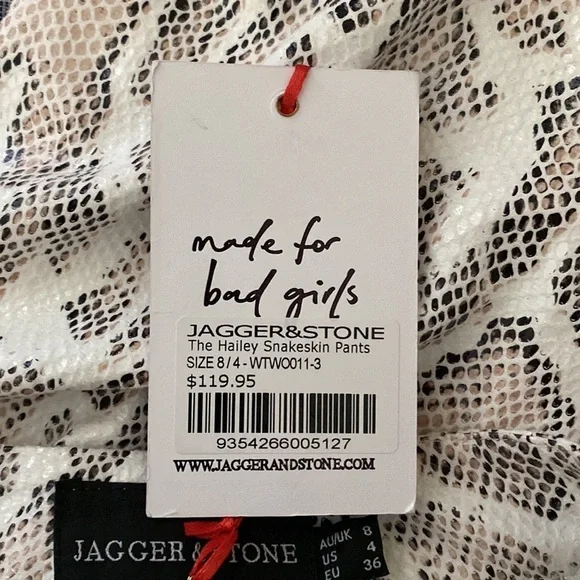 made for
bad girls
JAGGER&STONE
The Hailey Snakeskin Pants
SIZE 8/4 - WTWO011-3
$119.95
9354266005127
WWW.JAGGERANDSTONE.COM
JAGGER & STONE
AU/UK 8
US 4
EU 36